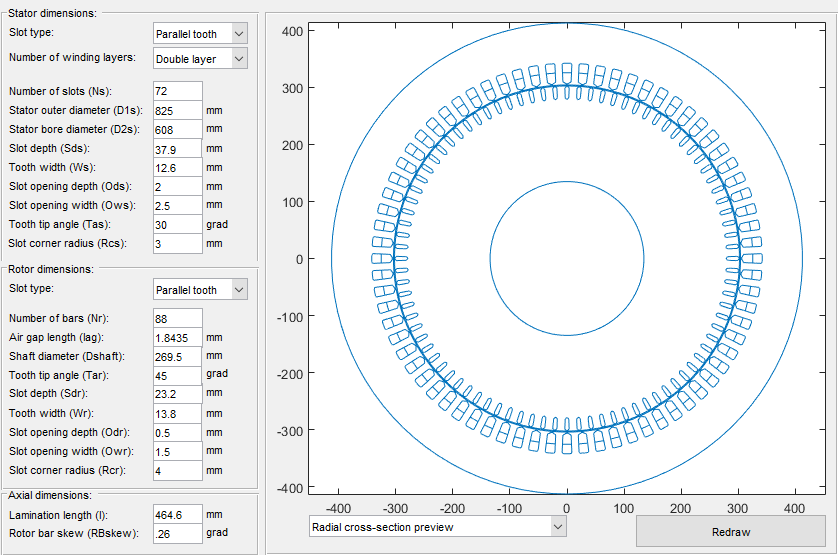 Stator dimensions:
Slot type: Parallel tooth
Number of winding layers: Double layer
Number of slots (Ns): 72
Stator outer diameter (D1s): 825 mm
Stator bore diameter (D2s): 608 mm
Slot depth (Sds): 37.9 mm
Tooth width (Ws): 12.6 mm
Slot opening depth (Ods): 2 mm
Slot opening width (Ows): 2.5 mm
Tooth tip angle (Tas): 30 grad
Slot corner radius (Rcs): 3 mm
Rotor dimensions:
Slot type: Parallel tooth
Number of bars (Nr): 88
Air gap length (lag): 1.8435 mm
Shaft diameter (Dshaft): 269.5 mm
Tooth tip angle (Tar): 45 grad
Slot depth (Sdr): 23.2 mm
Tooth width (Wr): 13.8 mm
Slot opening depth (Odr): 0.5 mm
Slot opening width (Owr): 1.5 mm
Slot corner radius (Rcr): 4 mm
Axial dimensions:
Lamination length (l): 464.6 mm
Rotor bar skew (RBskew): .26 grad
400
300
200
100
0
-100
-200
-300
-400
-400 -300 -200 -100 0 100 200 300 400
Radial cross-section preview
Redraw